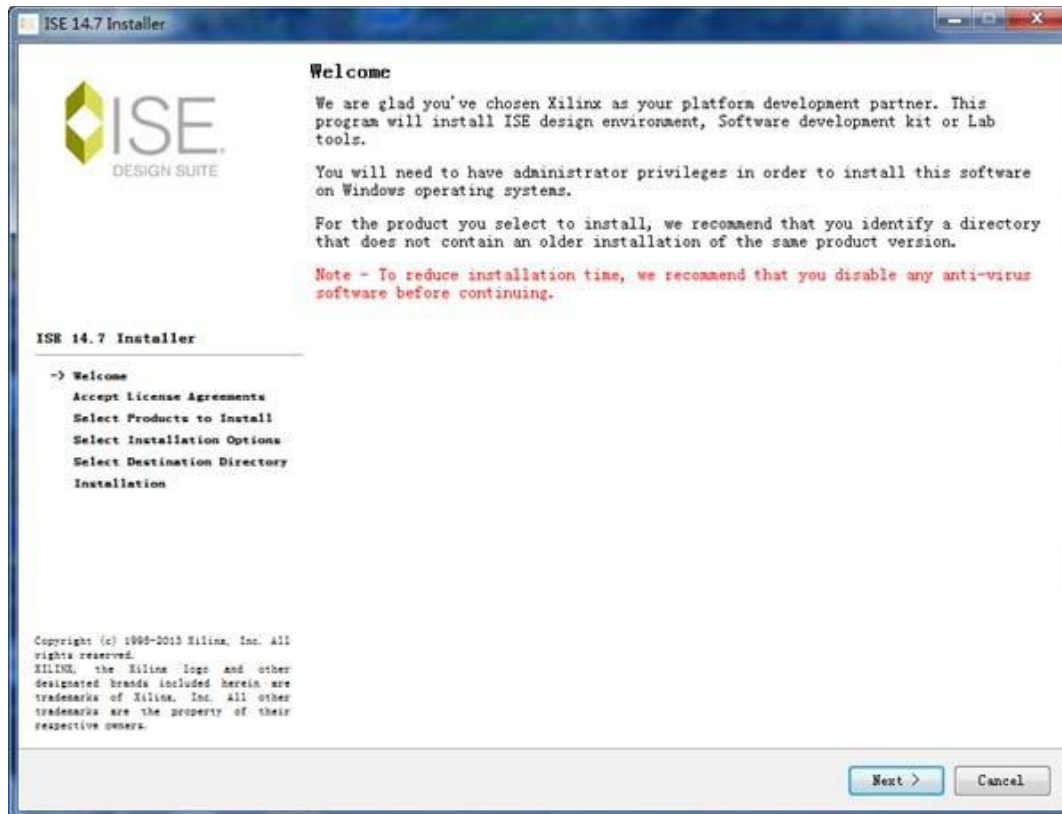 ISE 14.7 Installer
ISE.
DESIGN SUITE
Welcome
We are glad you've chosen Xilinx as your platform development partner. This
program will install ISE design environment, Software development kit or Lab
tools.
You will need to have administrator privileges in order to install this software
on Windows operating systems.
For the product you select to install, we recommend that you identify a directory
that does not contain an older installation of the same product version.
Note - To reduce installation time, we recommend that you disable any anti-virus
software before continuing.
ISE 14.7 Installer
-> Welcome
Accept License Agreements
Select Products to Install
Select Installation Options
Select Destination Directory
Installation
Copyright (c) 1995-2013 Xilinx, Inc. All
rights reserved.
XILINX, the Xilinx logo and other
designated brands included herein are
trademarks of Xilinx, Inc. All other
trademarks are the property of their
respective owners.
Next >
Cancel